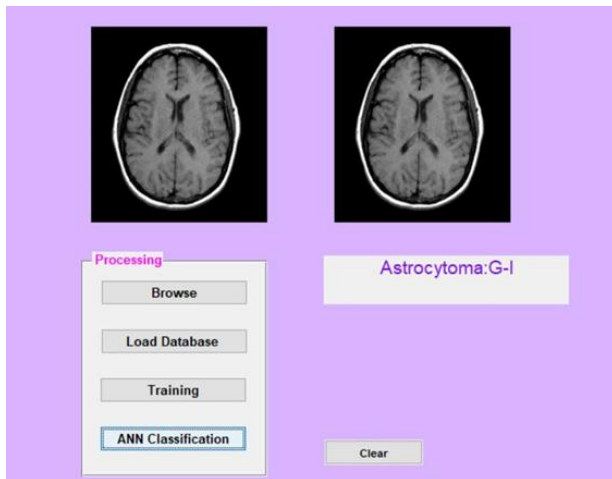 Processing
Browse
Load Database
Training
ANN Classification
Astrocytoma:G-I
Clear